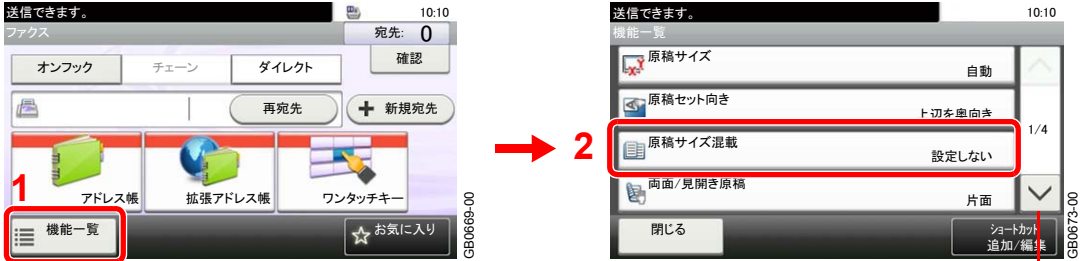 送信できます。
10:10
ファクス
宛先: 0
オンフック
チェーン
ダイレクト
確認
再宛先
新規宛先
1
アドレス帳
拡張アドレス帳
ワンタッチキー
機能一覧
お気に入り
GB0669-00
2
送信できます。
10:10
機能一覧
原稿サイズ
自動
原稿セット向き
上辺を奥向き
1/4
原稿サイズ混載
設定しない
両面/見開き原稿
片面
閉じる
ショートカット
追加/編集
GB0673-00